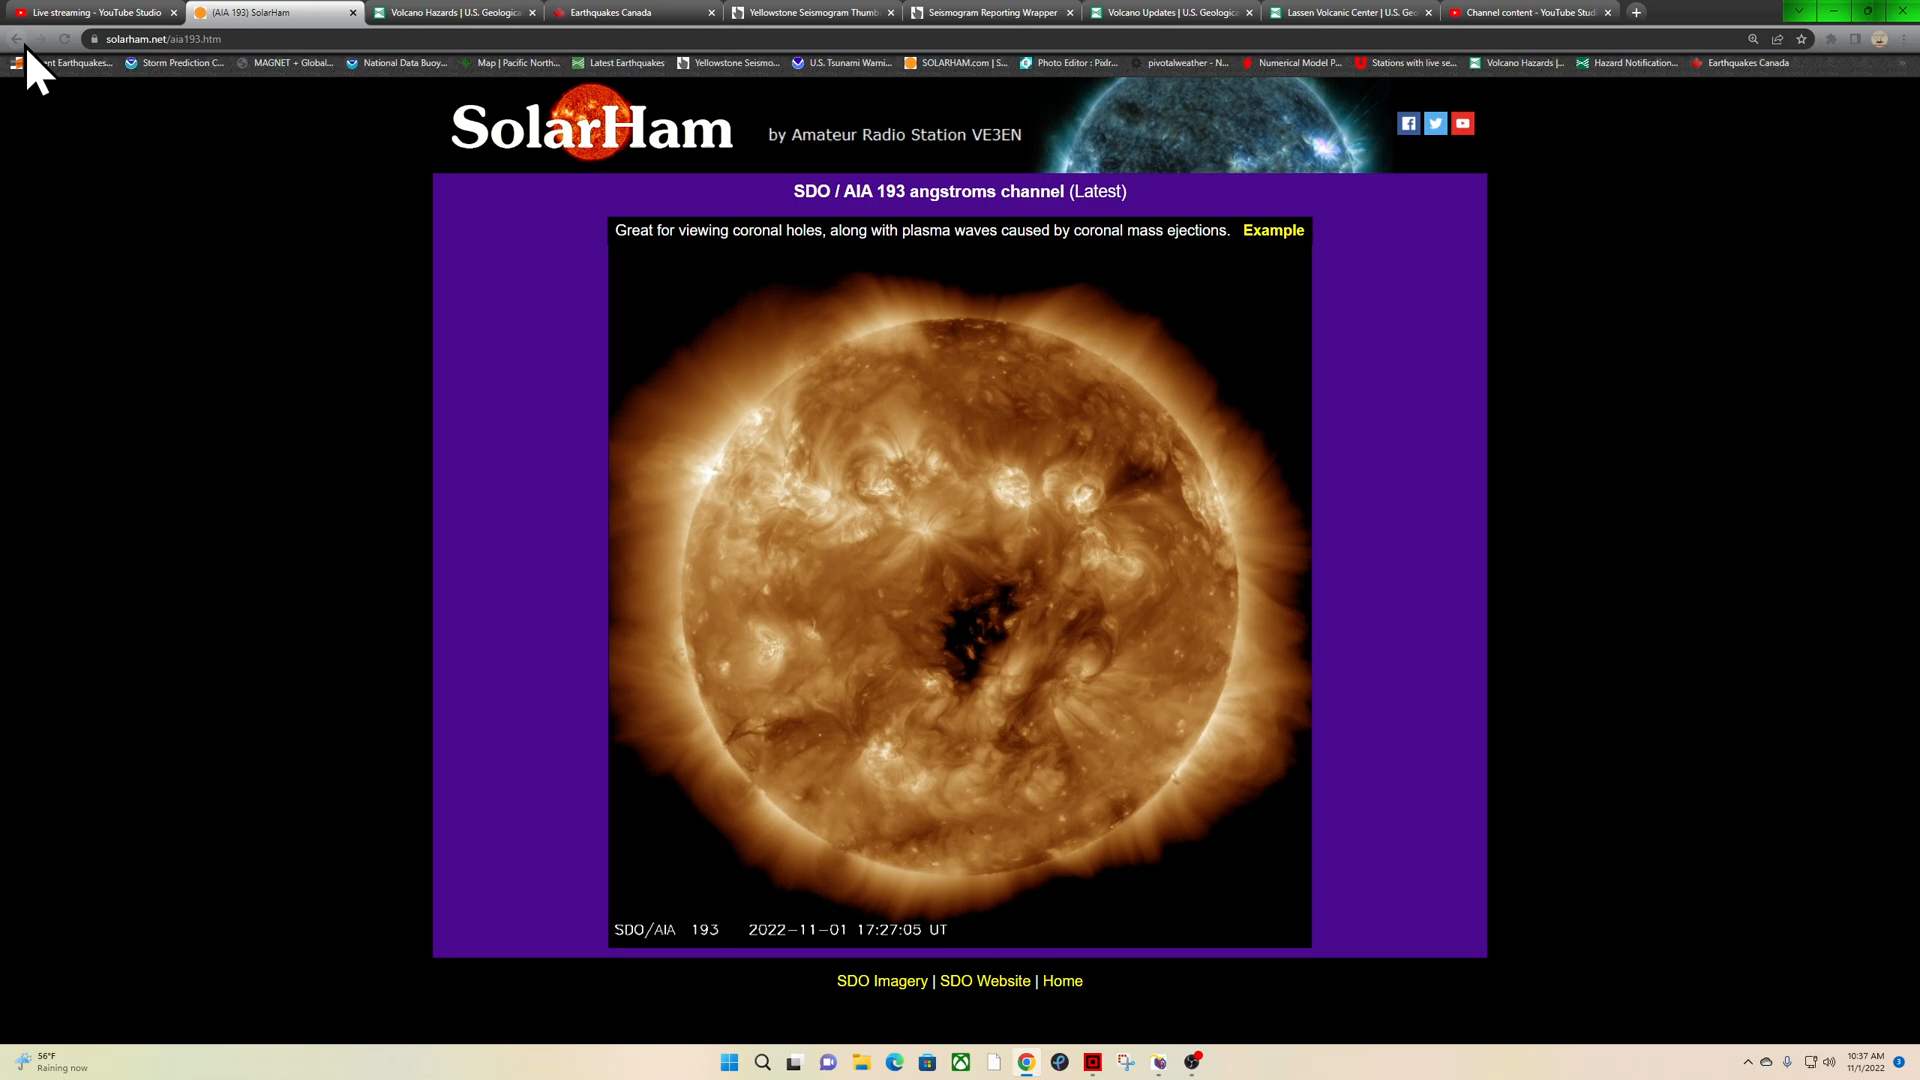 Live streaming - YouTube Studio
(AIA 193) SolarHam
Volcano Hazards | U.S. Geologica
Earthquakes Canada
Yellowstone Seismogram Thumb
Seismogram Reporting Wrapper
Volcano Updates | U.S. Geologica
Lassen Volcanic Center | U.S. Ge
Channel content - YouTube Studi
solarham.net/aia193.htm
Earthquakes...
Storm Prediction C...
MAGNET + Global...
National Data Buoy...
Map | Pacific North...
Latest Earthquakes
Yellowstone Seismo...
U.S. Tsunami Warni...
SOLARHAM.com | S...
Photo Editor : Pixlr...
pivotalweather - N...
Numerical Model P...
Stations with live se...
Volcano Hazards |...
Hazard Notification...
Earthquakes Canada
SolarHam
by Amateur Radio Station VE3EN
SDO / AIA 193 angstroms channel (Latest)
Great for viewing coronal holes, along with plasma waves caused by coronal mass ejections. Example
SDO/AIA 193 2022-11-01 17:27:05 UT
SDO Imagery | SDO Website | Home
56°F
Raining now
10:37 AM
11/1/2022
3